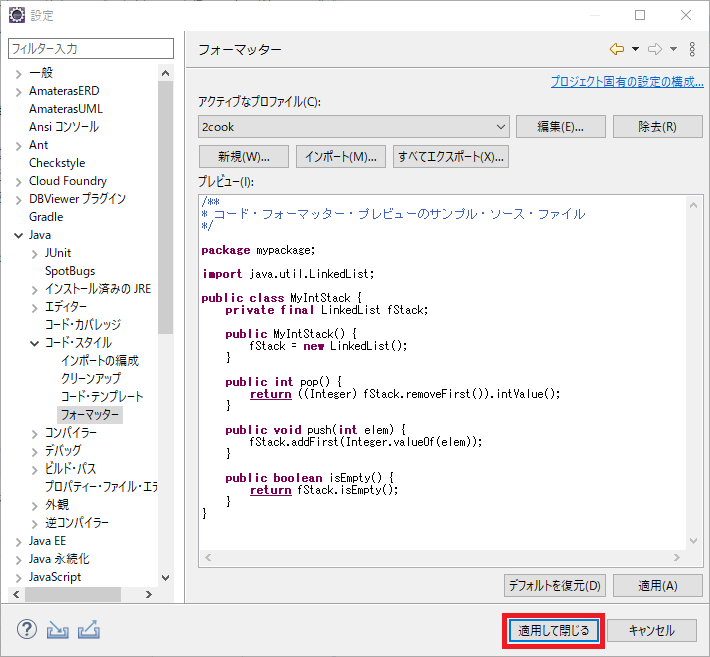 設定
フィルター入力
フォーマッター
プロジェクト固有の設定の構成...
一般
AmaterasERD
AmaterasUML
Ansi コンソール
Ant
Checkstyle
Cloud Foundry
DBViewer プラグイン
Gradle
Java
JUnit
SpotBugs
インストール済みの JRE
エディター
コード・カバレッジ
コード・スタイル
インポートの編成
クリーンアップ
コード・テンプレート
フォーマッター
コンパイラー
デバッグ
ビルド・パス
プロパティー・ファイル・エデ
外観
逆コンパイラー
Java EE
Java 永続化
JavaScript
アクティブなプロファイル(C):
2cook
編集(E)...
除去(R)
新規(W)...
インポート(M)...
すべてエクスポート(X)...
プレビュー(I):
/**
* コード・フォーマッター・プレビューのサンプル・ソース・ファイル
*/
package mypackage;
import java.util.LinkedList;
public class MyIntStack {
private final LinkedList fStack;
public MyIntStack() {
fStack = new LinkedList();
}
public int pop() {
return ((Integer) fStack.removeFirst()).intValue();
}
public void push(int elem) {
fStack.addFirst(Integer.valueOf(elem));
}
public boolean isEmpty() {
return fStack.isEmpty();
}
}
デフォルトを復元(D)
適用(A)
適用して閉じる
キャンセル